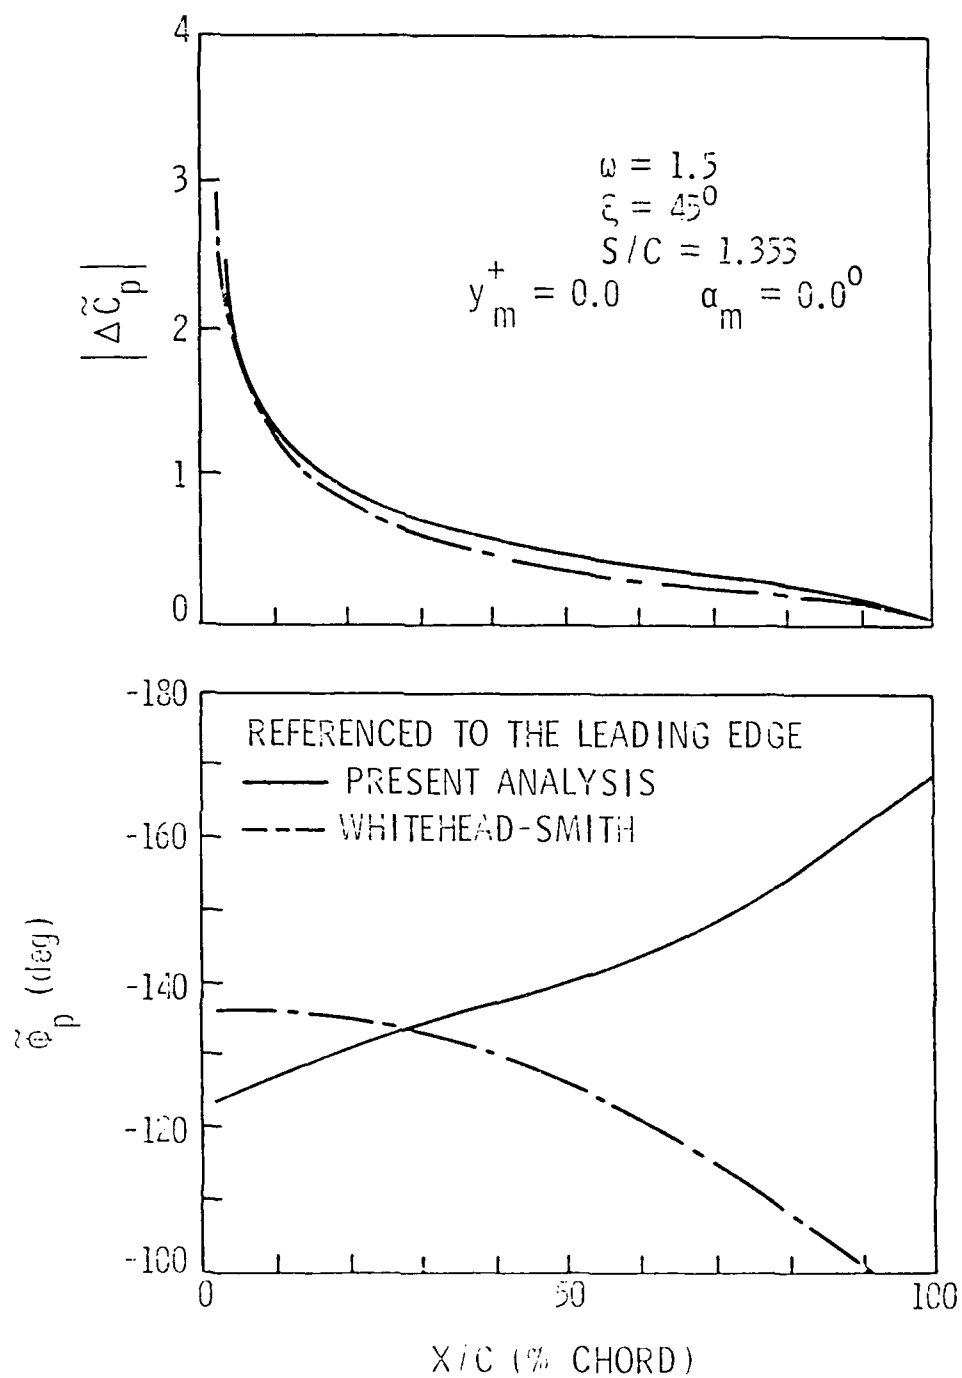 4
3
2
1
0
|ΔC̃p|
ω = 1.5
ξ = 45⁰
S/C = 1.353
y⁺m = 0.0 αm = 0.0⁰
-180
-160
-140
-120
-100
Φ̃p (deg)
REFERENCED TO THE LEADING EDGE
PRESENT ANALYSIS
WHITEHEAD-SMITH
0 50 100
X/C (% CHORD)